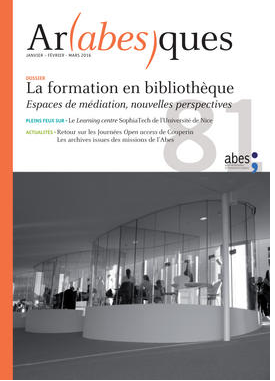 Ar(abes)ques
JANVIER - FÉVRIER - MARS 2016
DOSSIER
La formation en bibliothèque
Espaces de médiation, nouvelles perspectives
PLEINS FEUX SUR • Le Learning centre SophiaTech de l'Université de Nice
ACTUALITÉS • Retour sur les Journées Open access de Couperin
Les archives issues des missions de l'Abes
81
abes